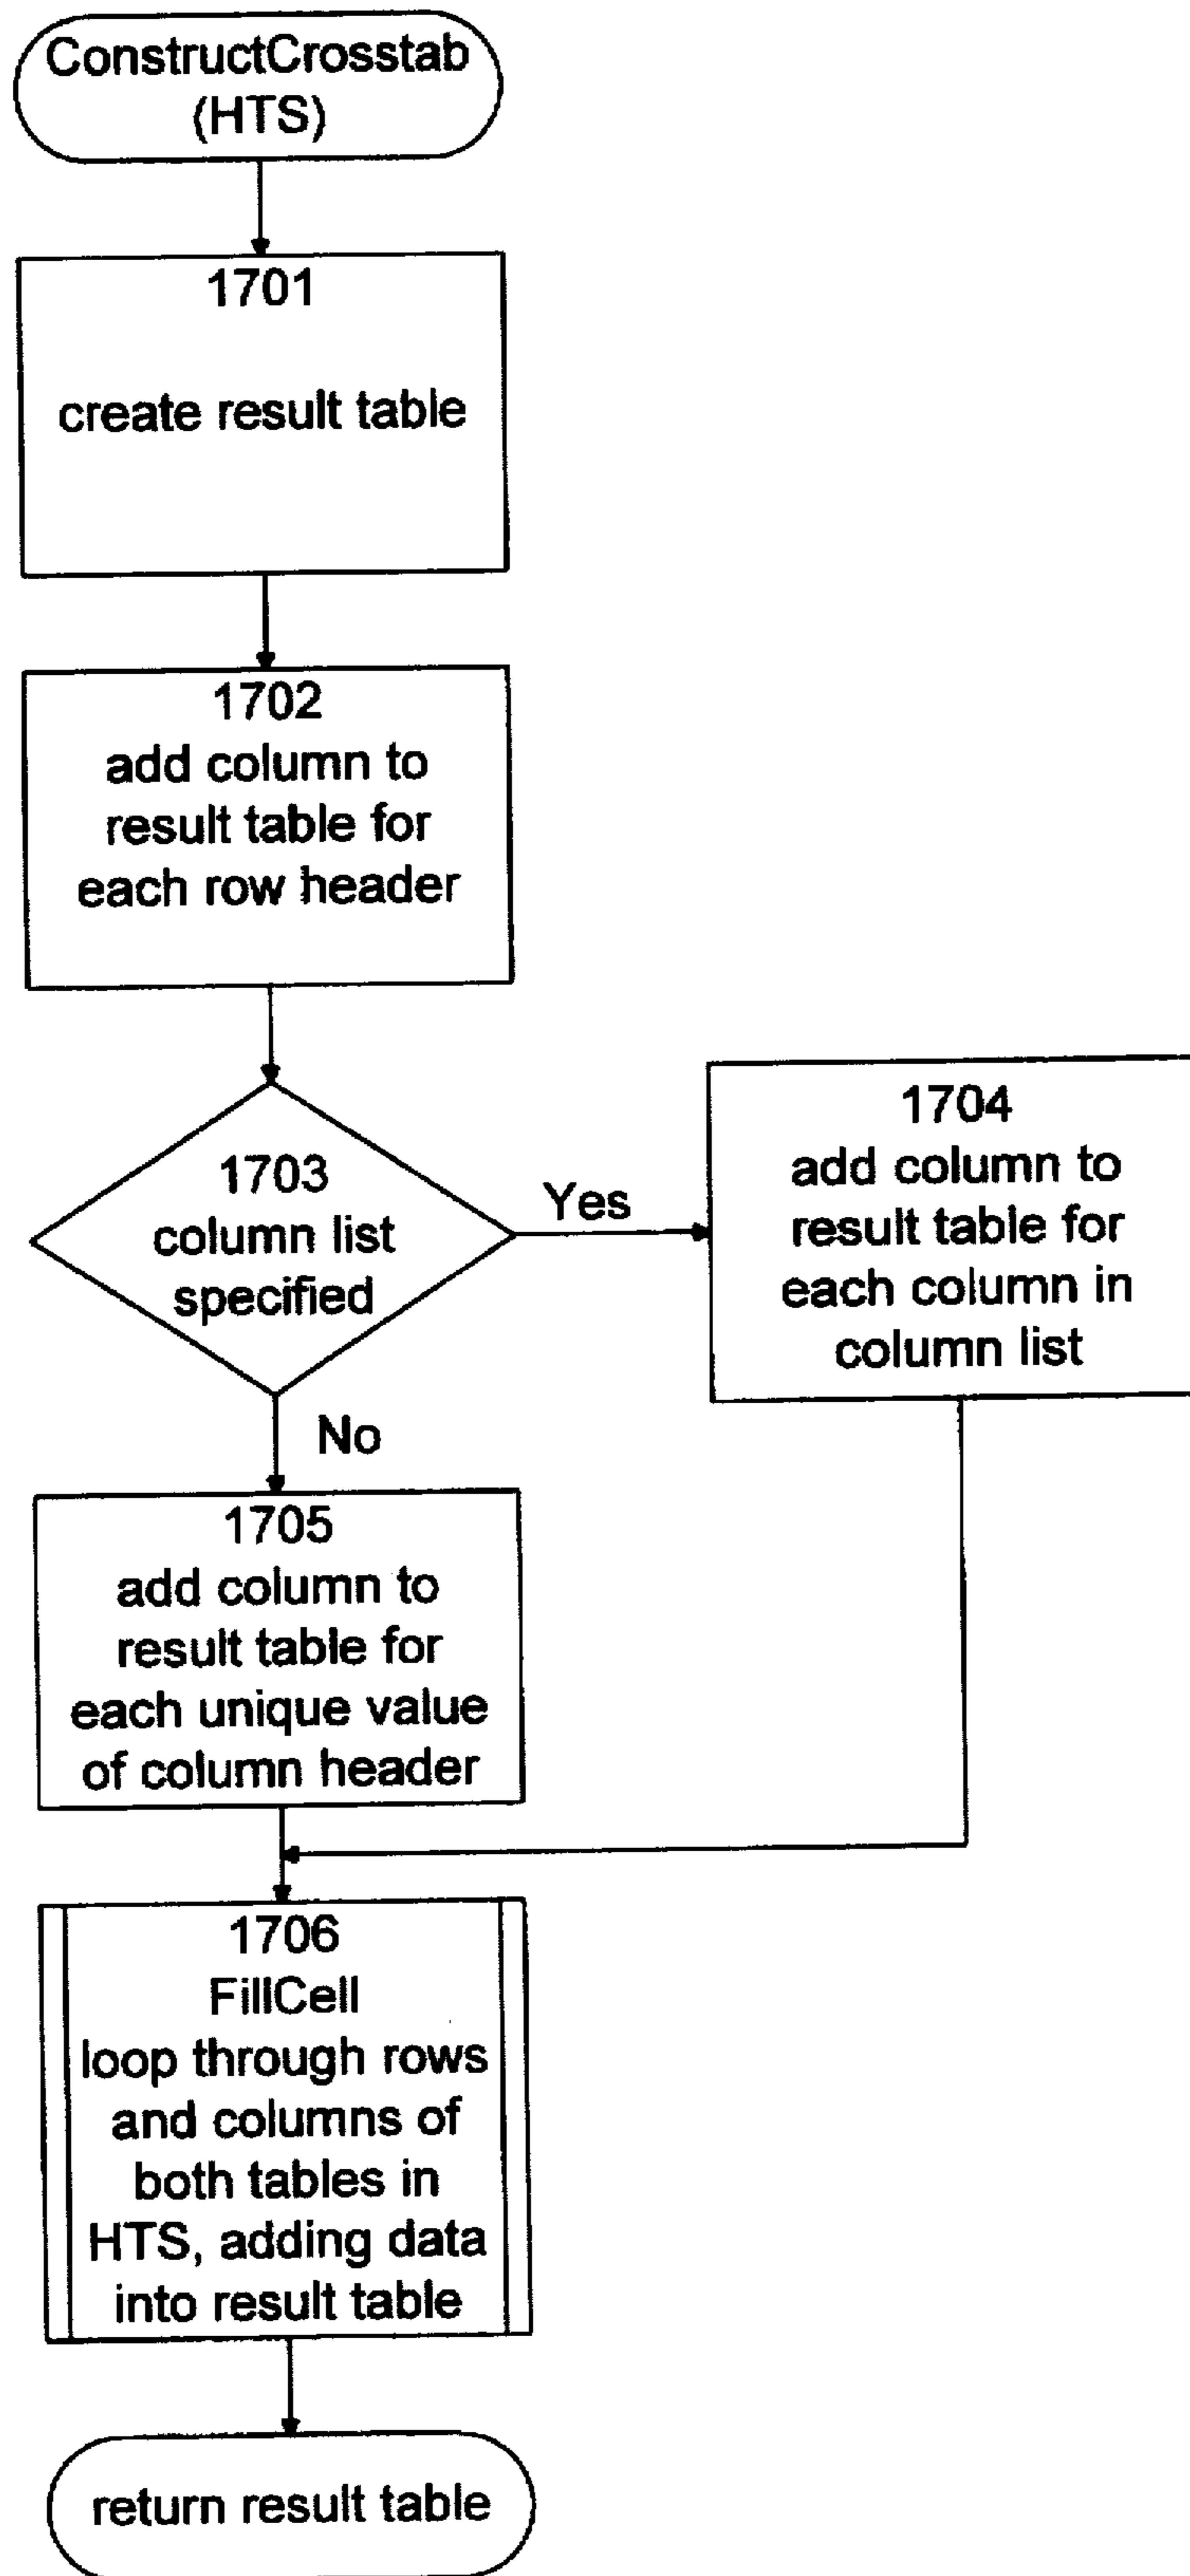 ConstructCrosstab
(HTS)
1701
create result table
1702
add column to
result table for
each row header
1703
column list
specified
Yes
1704
add column to
result table for
each column in
column list
No
1705
add column to
result table for
each unique value
of column header
1706
FillCell
loop through rows
and columns of
both tables in
HTS, adding data
into result table
return result table